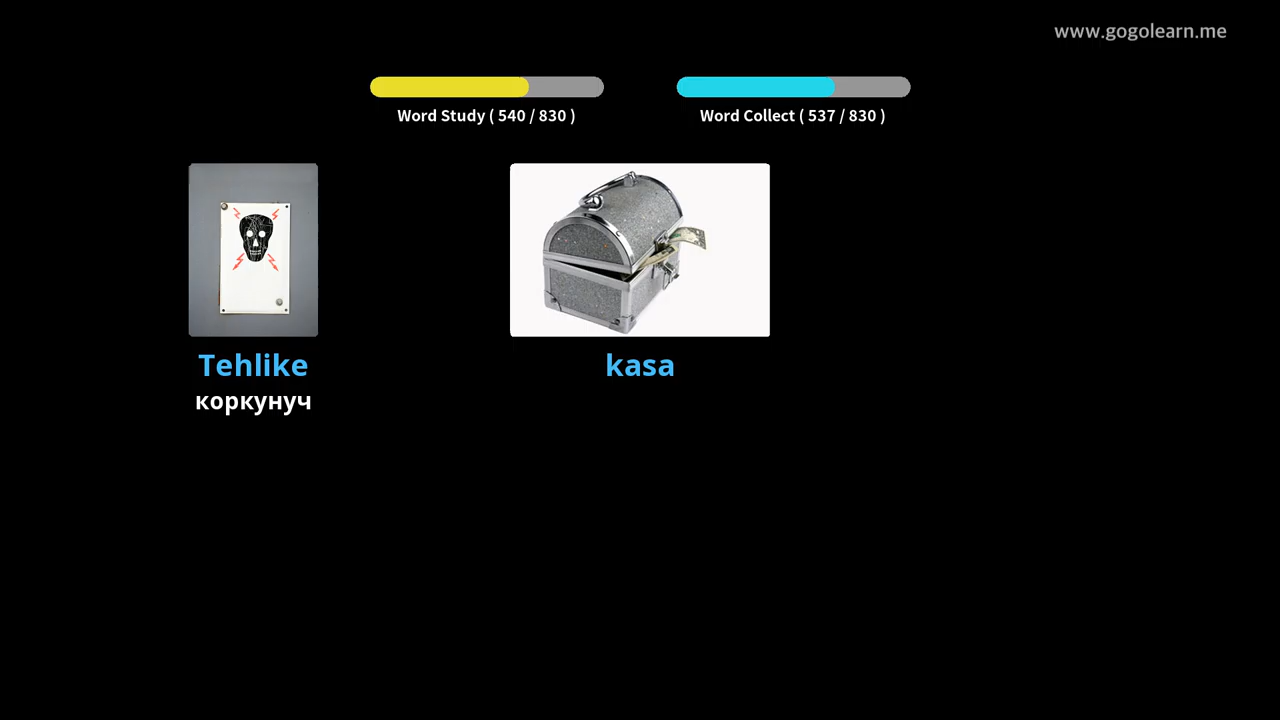 www.gogolearn.me
Word Study ( 540 / 830 )
Word Collect ( 537 / 830 )
Tehlike
kasa
коркунуч